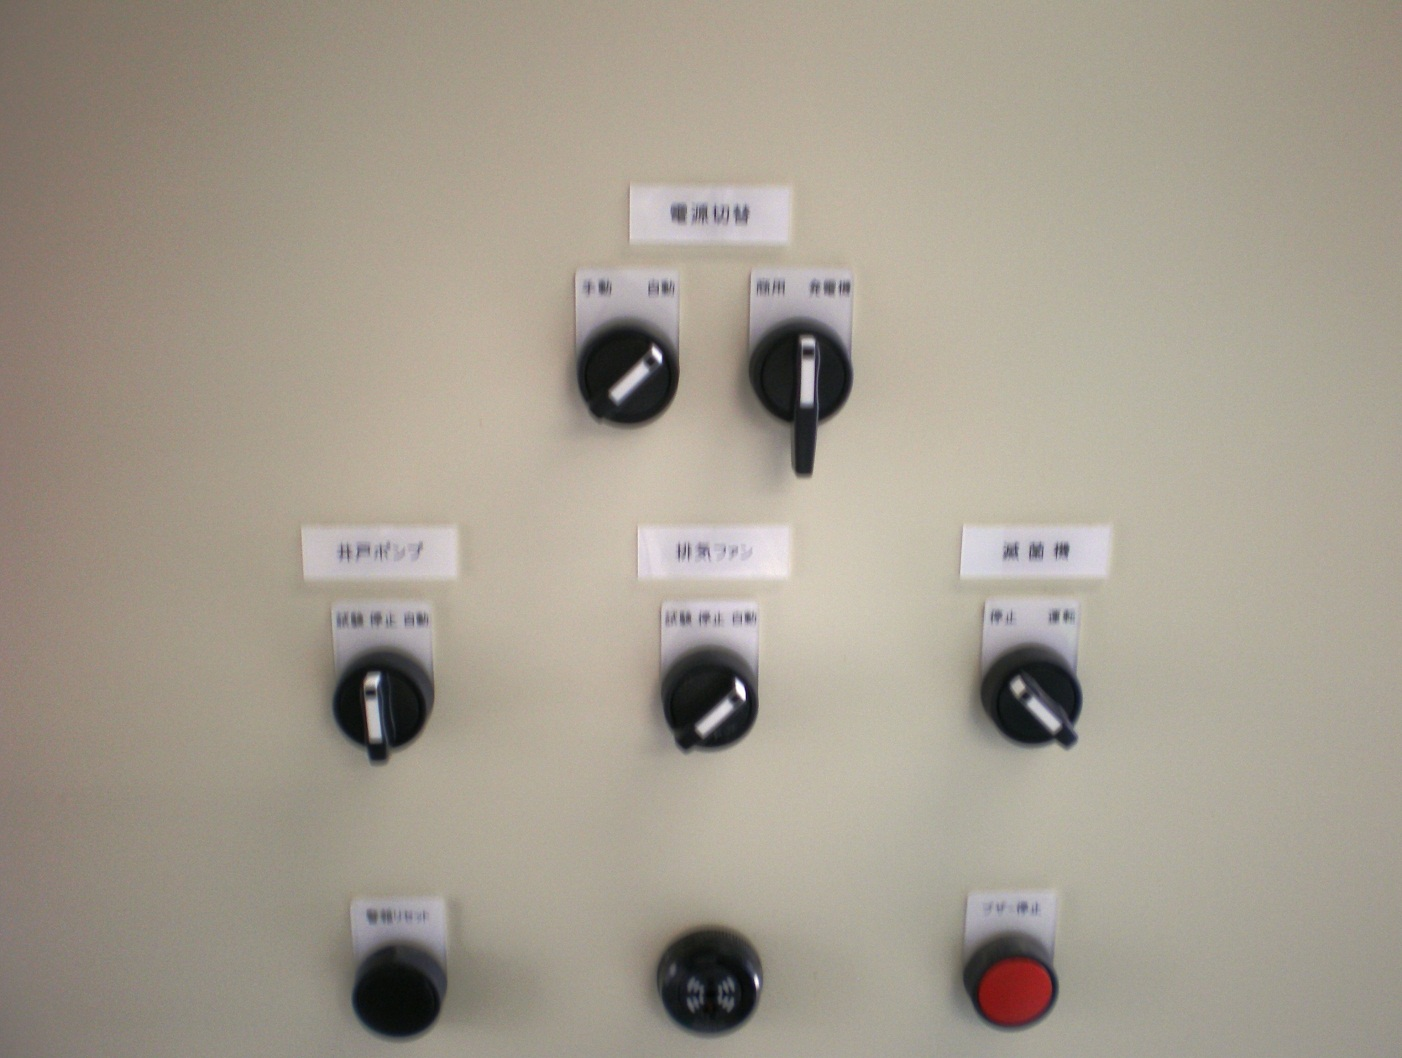 電源切替
手動 自動
商用 発電機
井戸ポンプ
排気ファン
滅菌機
試験 停止 自動
試験 停止 自動
停止 運転
警報リセット
ブザー停止